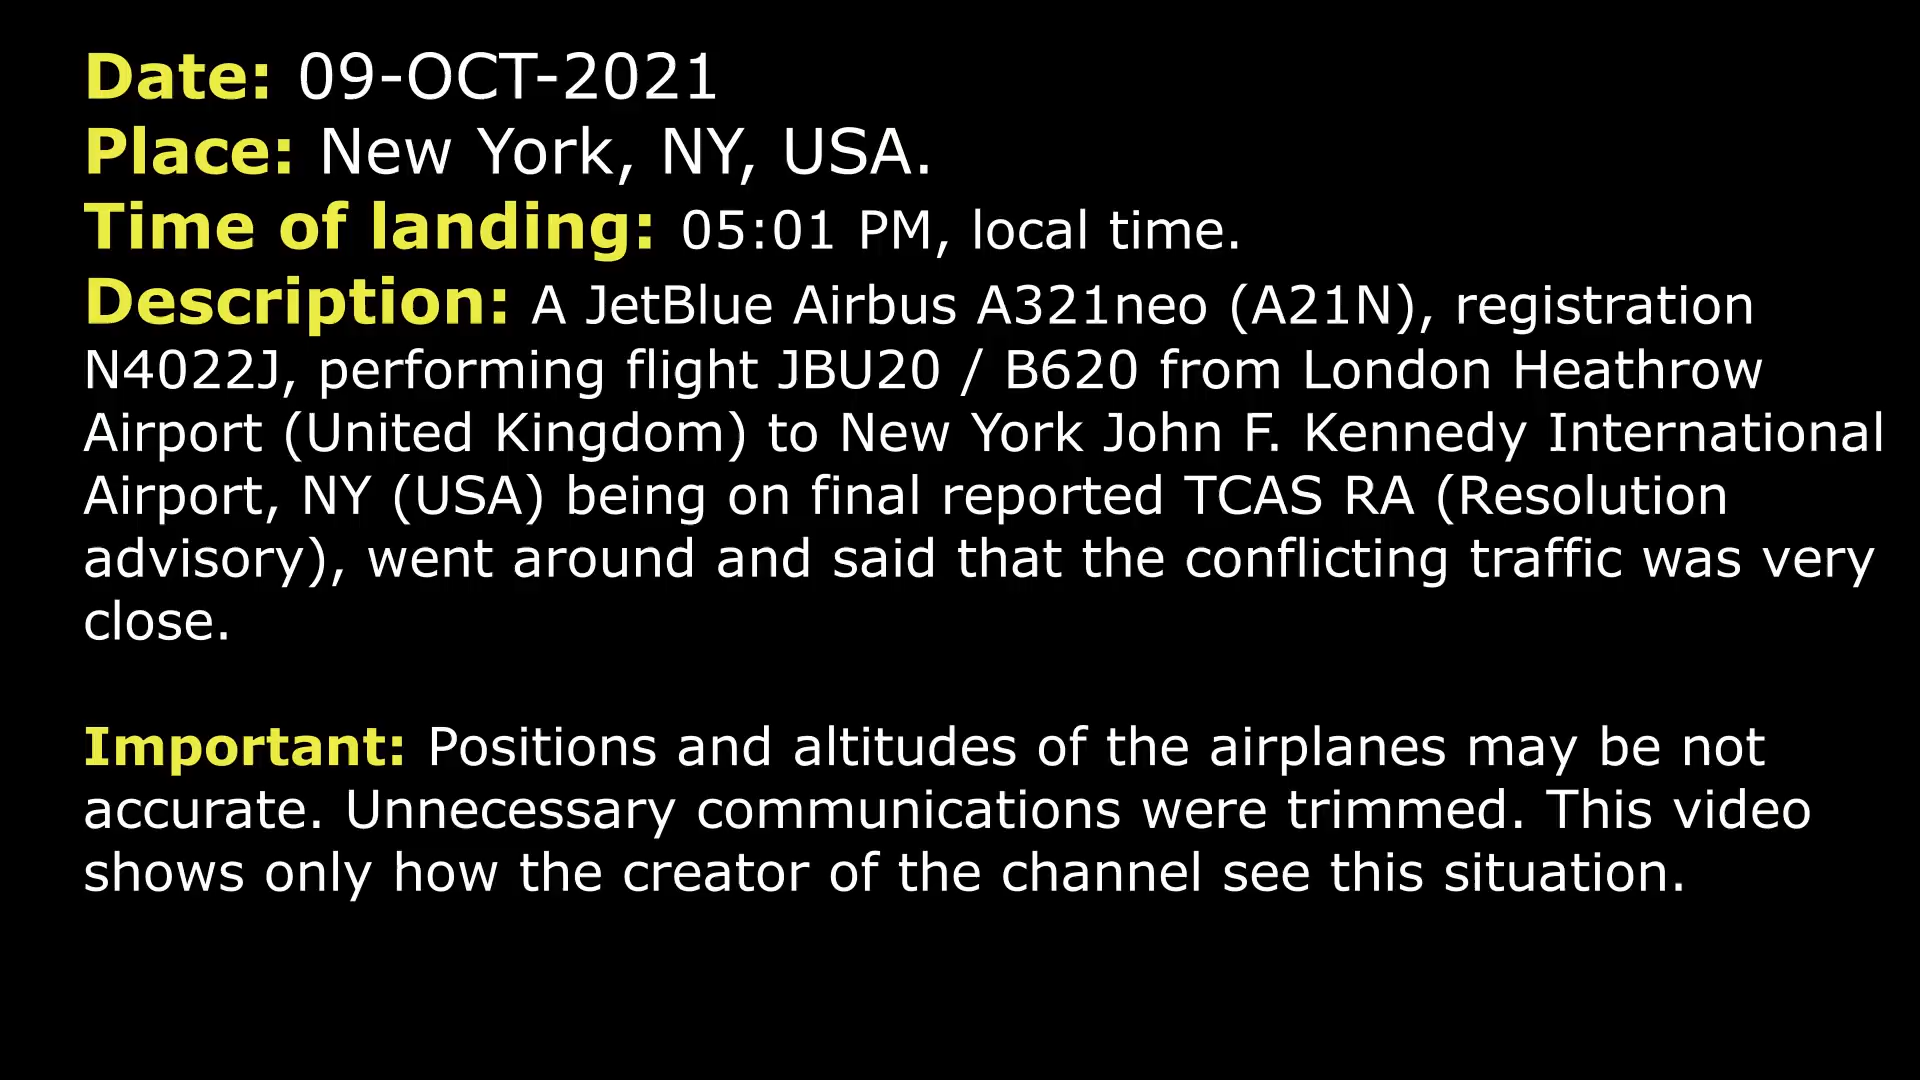 Date: 09-OCT-2021
Place: New York, NY, USA.
Time of landing: 05:01 PM, local time.
Description: A JetBlue Airbus A321neo (A21N), registration
N4022J, performing flight JBU20 / B620 from London Heathrow
Airport (United Kingdom) to New York John F. Kennedy International
Airport, NY (USA) being on final reported TCAS RA (Resolution
advisory), went around and said that the conflicting traffic was very
close.
Important: Positions and altitudes of the airplanes may be not
accurate. Unnecessary communications were trimmed. This video
shows only how the creator of the channel see this situation.